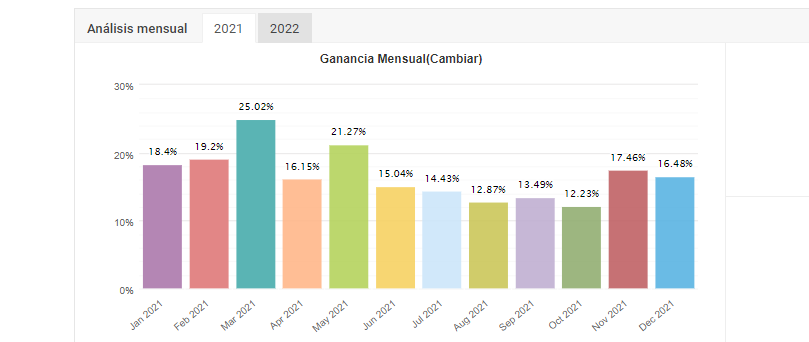 Análisis mensual 2021 2022
Ganancia Mensual(Cambiar)
30%
25.02%
21.27%
20%
18.4%
19.2%
16.15%
15.04%
14.43%
12.87%
13.49%
12.23%
17.46%
16.48%
10%
0%
Jan 2021
Feb 2021
Mar 2021
Apr 2021
May 2021
Jun 2021
Jul 2021
Aug 2021
Sep 2021
Oct 2021
Nov 2021
Dec 2021